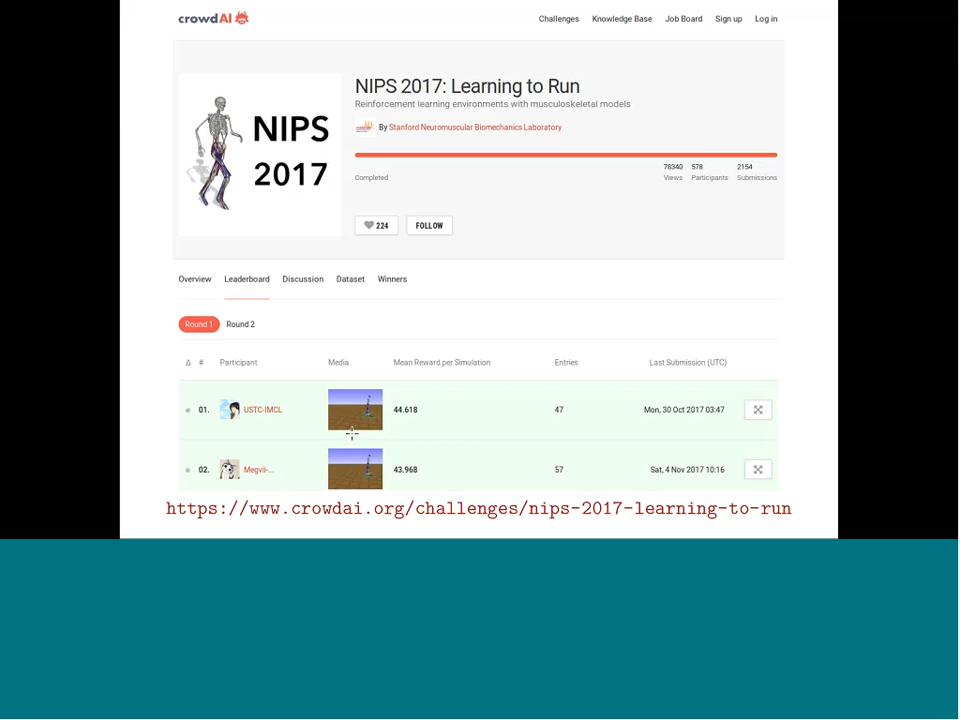 crowdAI
Challenges Knowledge Base Job Board Sign up Log in
NIPS 2017: Learning to Run
Reinforcement learning environments with musculoskeletal models
NIPS
2017
By Stanford Neuromuscular Biomechanics Laboratory
78340 578 2154
Completed Views Participants Submissions
224 FOLLOW
Overview Leaderboard Discussion Dataset Winners
Round 1 Round 2
Δ # Participant Media Mean Reward per Simulation Entries Last Submission (UTC)
01. USTC-IMCL 44.618 47 Mon, 30 Oct 2017 03:47
02. Megvii-... 43.968 57 Sat, 4 Nov 2017 10:16
https://www.crowdai.org/challenges/nips-2017-learning-to-run